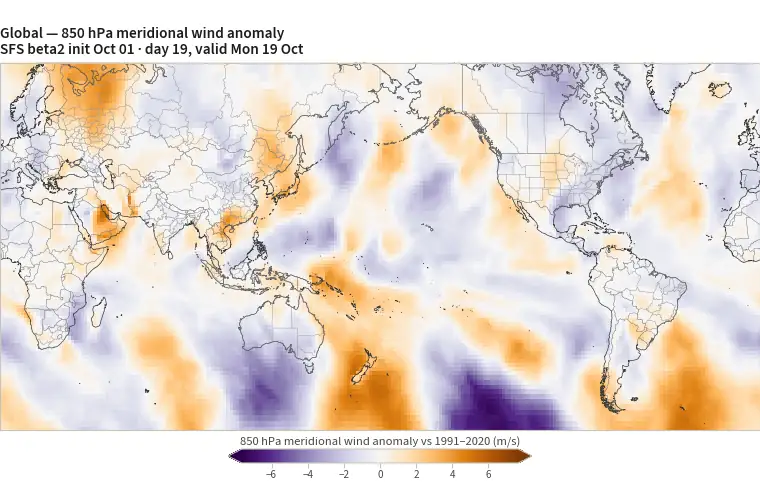 Global — 850 hPa meridional wind anomaly
SFS beta2 init Oct 01 · day 19, valid Mon 19 Oct
850 hPa meridional wind anomaly vs 1991–2020 (m/s)
−6 −4 −2 0 2 4 6